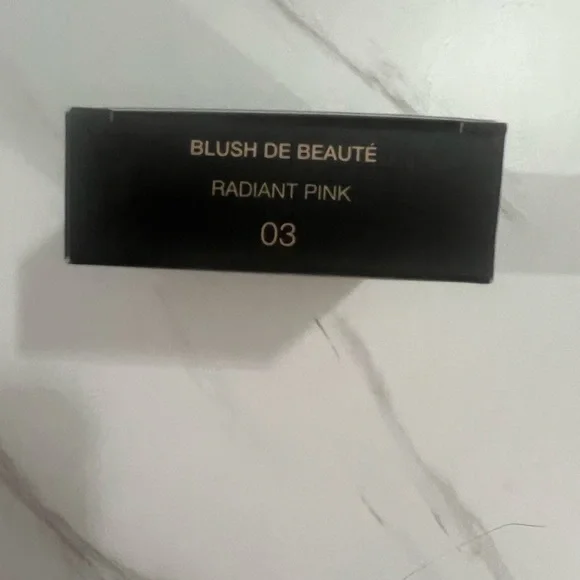 BLUSH DE BEAUTÉ
RADIANT PINK
03